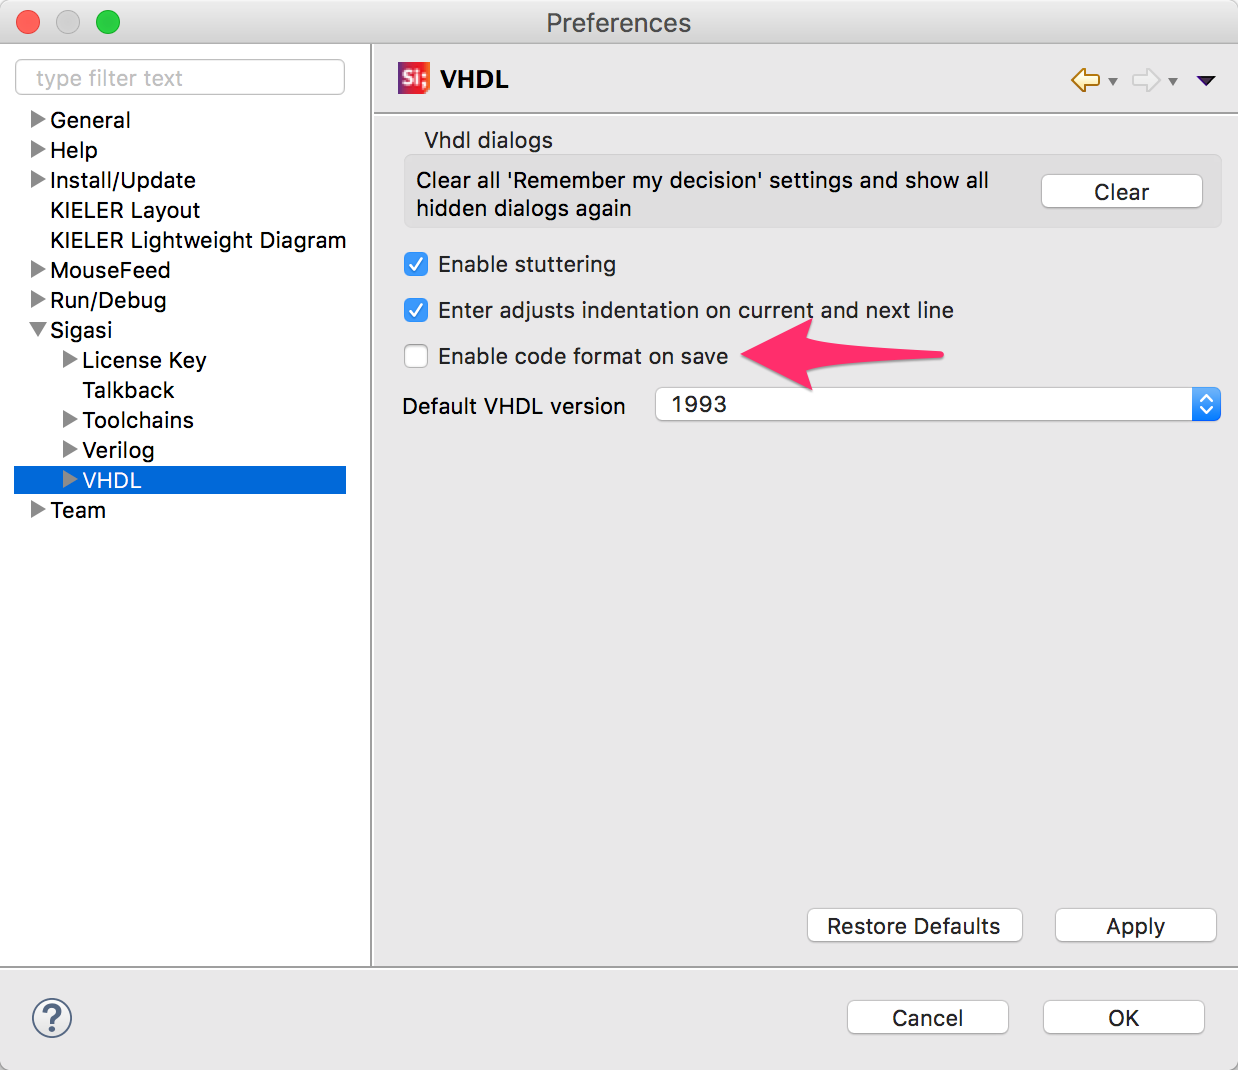 Preferences
type filter text
General
Help
Install/Update
KIELER Layout
KIELER Lightweight Diagram
MouseFeed
Run/Debug
Sigasi
License Key
Talkback
Toolchains
Verilog
VHDL
Team
Si; VHDL
Vhdl dialogs
Clear all 'Remember my decision' settings and show all
hidden dialogs again
Clear
Enable stuttering
Enter adjusts indentation on current and next line
Enable code format on save
Default VHDL version 1993
Restore Defaults Apply
? Cancel OK